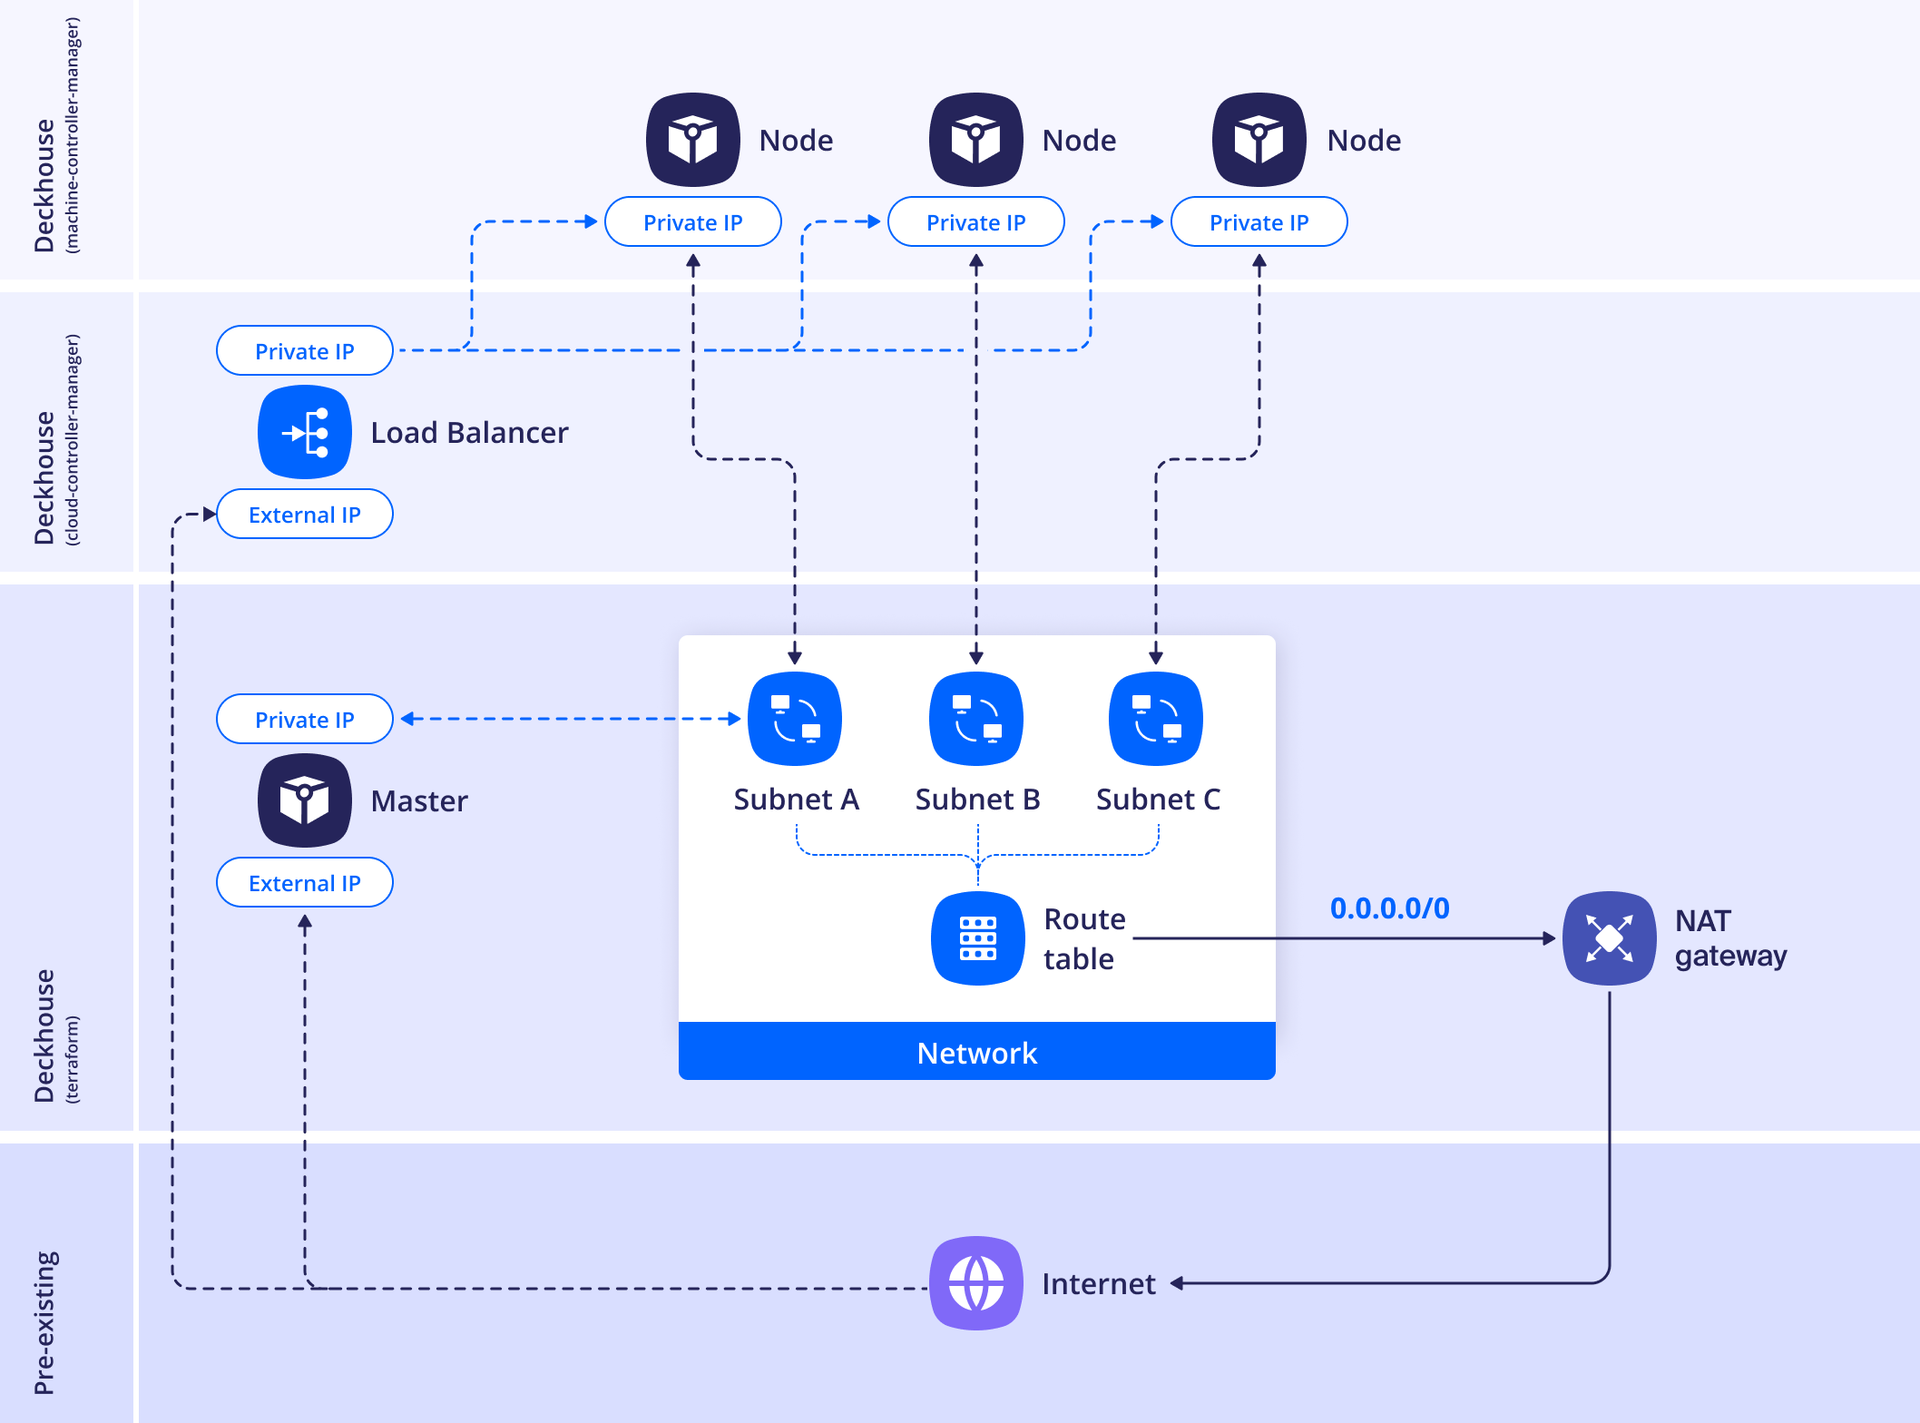 Deckhouse
(machine-controller-manager)
Node
Node
Node
Private IP
Private IP
Private IP
Deckhouse
(cloud-controller-manager)
Private IP
Load Balancer
External IP
Deckhouse
(terraform)
Private IP
Master
External IP
Subnet A
Subnet B
Subnet C
Route
table
0.0.0.0/0
NAT
gateway
Network
Pre-existing
Internet